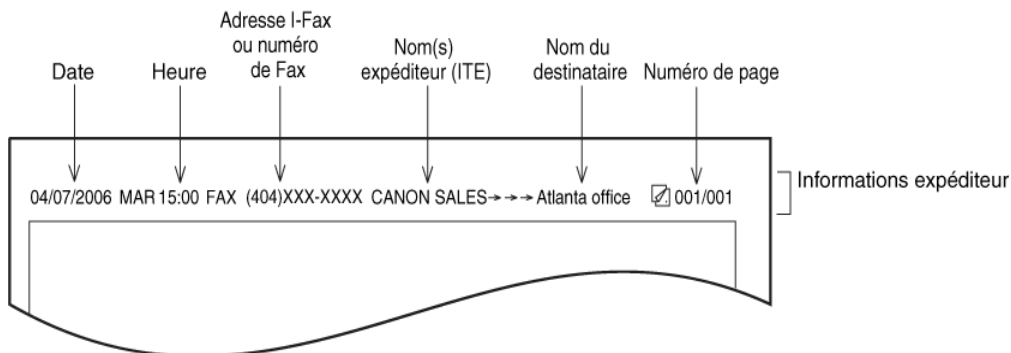 Date
Heure
Adresse I-Fax
ou numéro
de Fax
Nom(s)
expéditeur (ITE)
Nom du
destinataire
Numéro de page
04/07/2006 MAR 15:00 FAX (404)XXX-XXXX CANON SALES→→→Atlanta office 001/001
Informations expéditeur